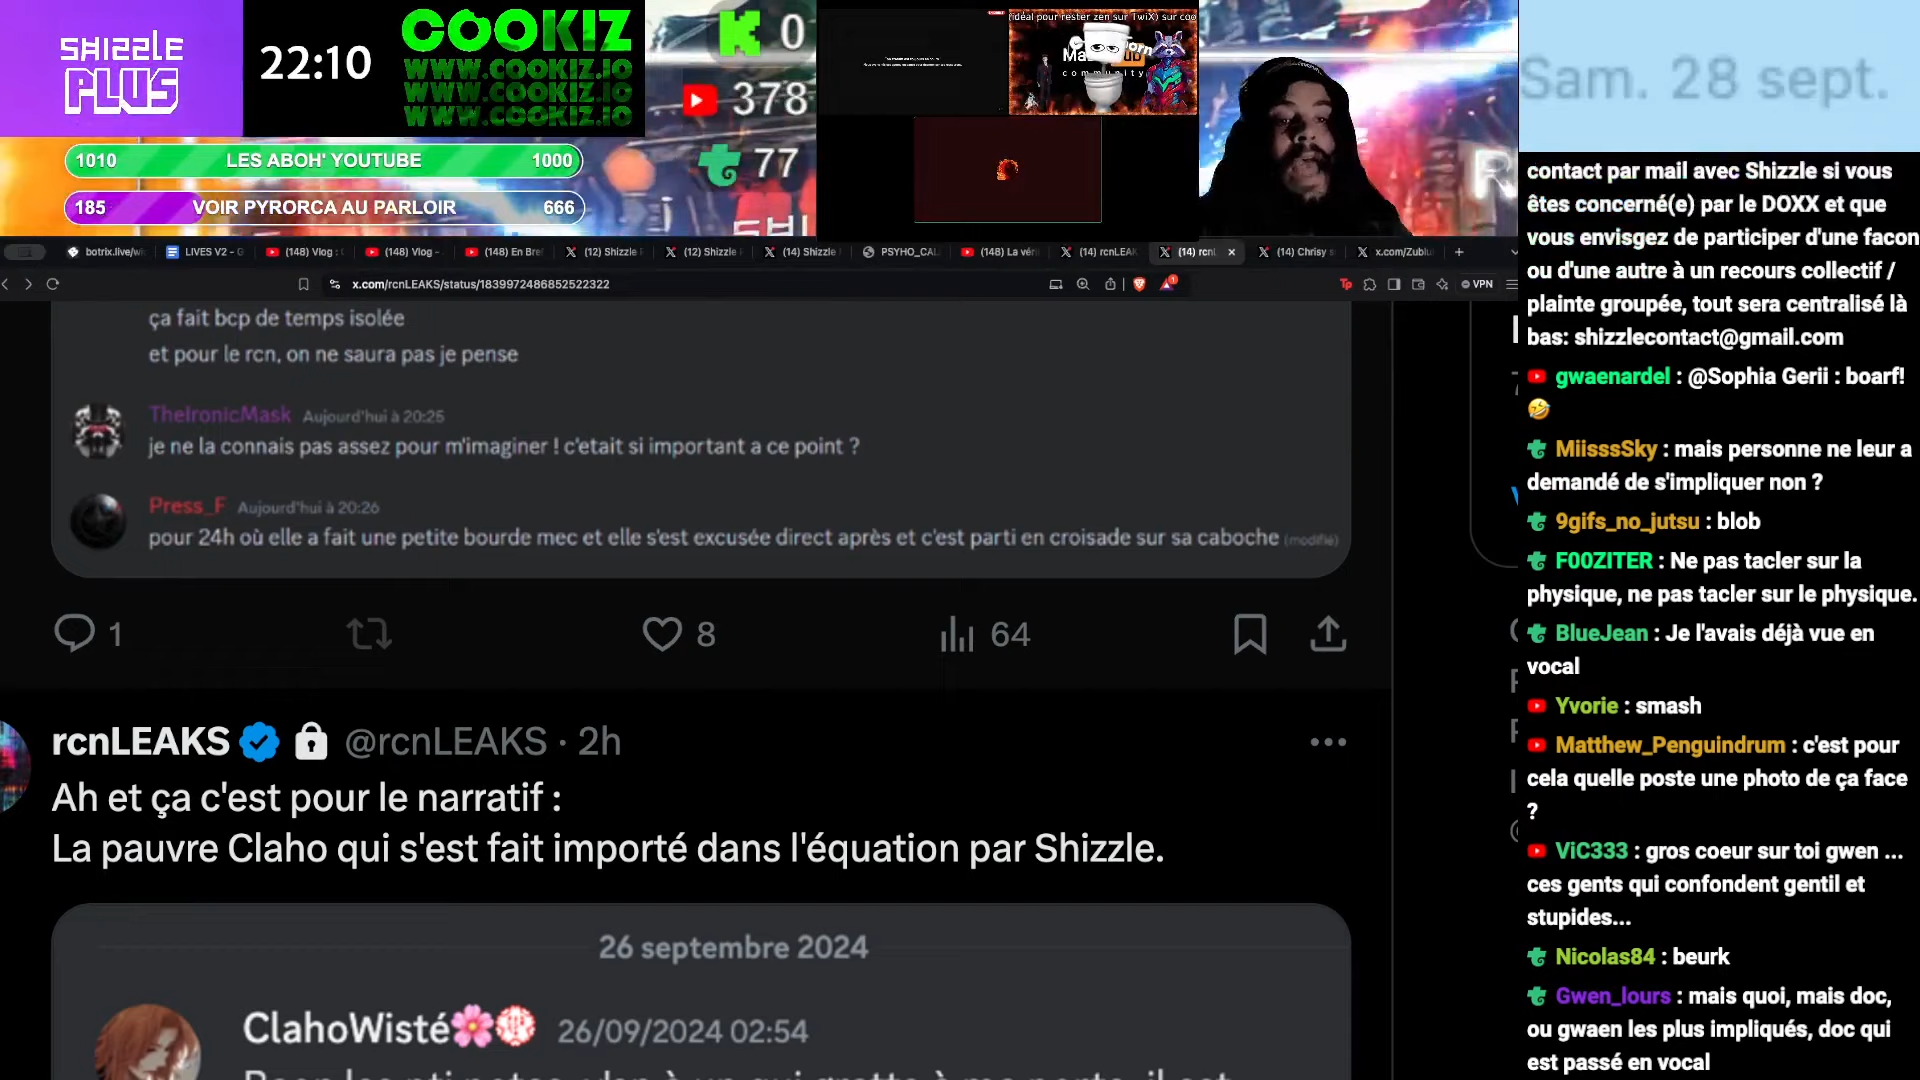 SHIZZLE
PLUS
22:10
COOKIZ
WWW.COOKIZ.IO
WWW.COOKIZ.IO
WWW.COOKIZ.IO
0
378
77
1010 LES ABOH' YOUTUBE 1000
185 VOIR PYRORCA AU PARLOIR 666
(idéal pour rester zen sur TwiX) sur
community
Sam. 28 sept.
botrix.live/wi
LIVES V2 - G
(148) Vlog :
(148) Vlog -
(148) En Bre
(12) Shizzle
(12) Shizzle
(14) Shizzle
PSYHO_CAL
(148) La véri
(14) rcnLEAK
(14) rcnL
(14) Chrisy s
x.com/Zublu
x.com/rcnLEAKS/status/1839972486852522322
VPN
ça fait bcp de temps isolée
et pour le rcn, on ne saura pas je pense
TheIronicMask Aujourd'hui à 20:25
je ne la connais pas assez pour m'imaginer ! c'etait si important a ce point ?
Press_F Aujourd'hui à 20:26
pour 24h où elle a fait une petite bourde mec et elle s'est excusée direct après et c'est parti en croisade sur sa caboche (modifié)
1
8
64
rcnLEAKS @rcnLEAKS · 2h
Ah et ça c'est pour le narratif :
La pauvre Claho qui s'est fait importé dans l'équation par Shizzle.
26 septembre 2024
ClahoWisté 26/09/2024 02:54
contact par mail avec Shizzle si vous
êtes concerné(e) par le DOXX et que
vous envisgez de participer d'une facon
ou d'une autre à un recours collectif /
plainte groupée, tout sera centralisé là
bas: shizzlecontact@gmail.com
gwaenardel : @Sophia Gerii : boarf!
🤣
MiisssSky : mais personne ne leur a
demandé de s'impliquer non ?
9gifs_no_jutsu : blob
F00ZITER : Ne pas tacler sur la
physique, ne pas tacler sur le physique.
BlueJean : Je l'avais déjà vue en
vocal
Yvorie : smash
Matthew_Penguindrum : c'est pour
cela quelle poste une photo de ça face
?
ViC333 : gros coeur sur toi gwen ...
ces gents qui confondent gentil et
stupides...
Nicolas84 : beurk
Gwen_lours : mais quoi, mais doc,
ou gwaen les plus impliqués, doc qui
est passé en vocal